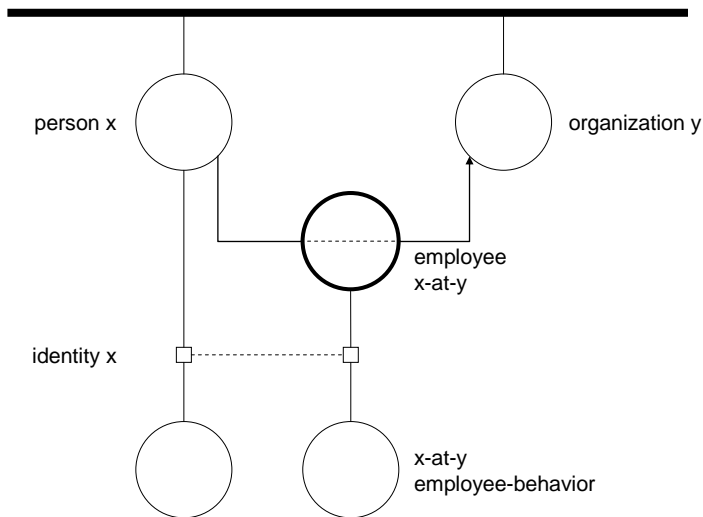 person x
organization y
employee
x-at-y
identity x
x-at-y
employee-behavior